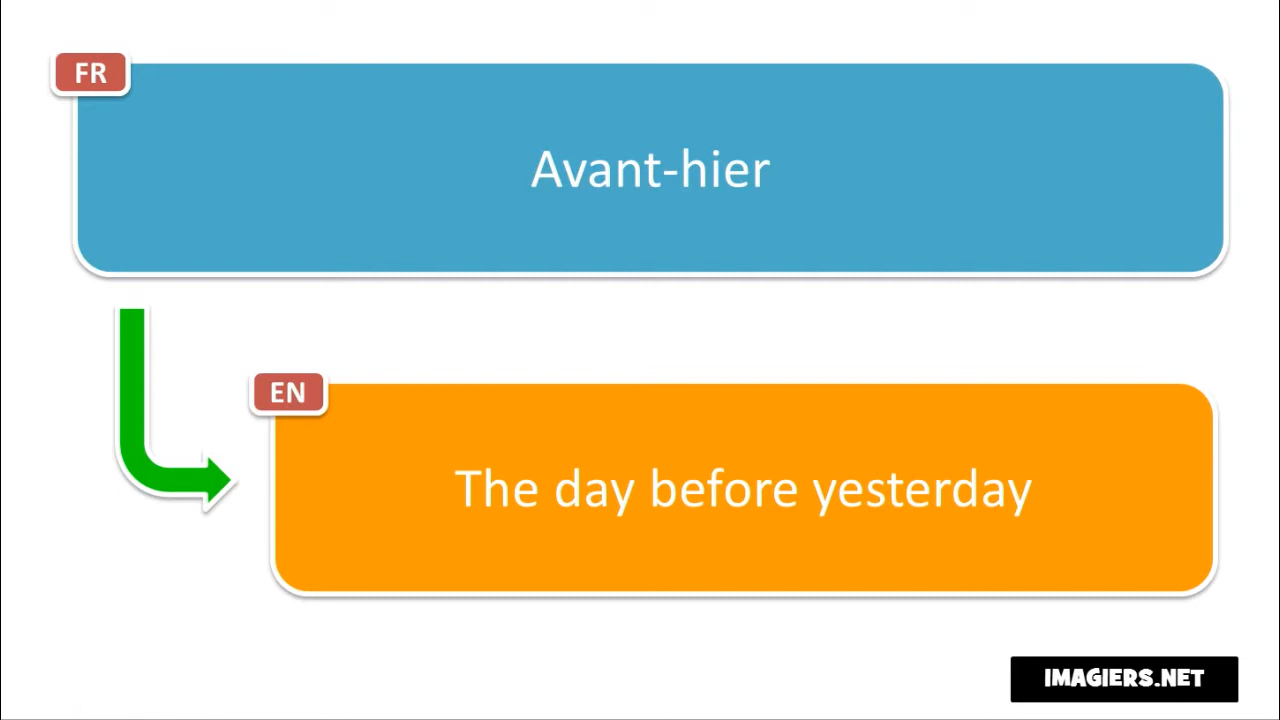 FR
Avant-hier
EN
The day before yesterday
IMAGIERS.NET